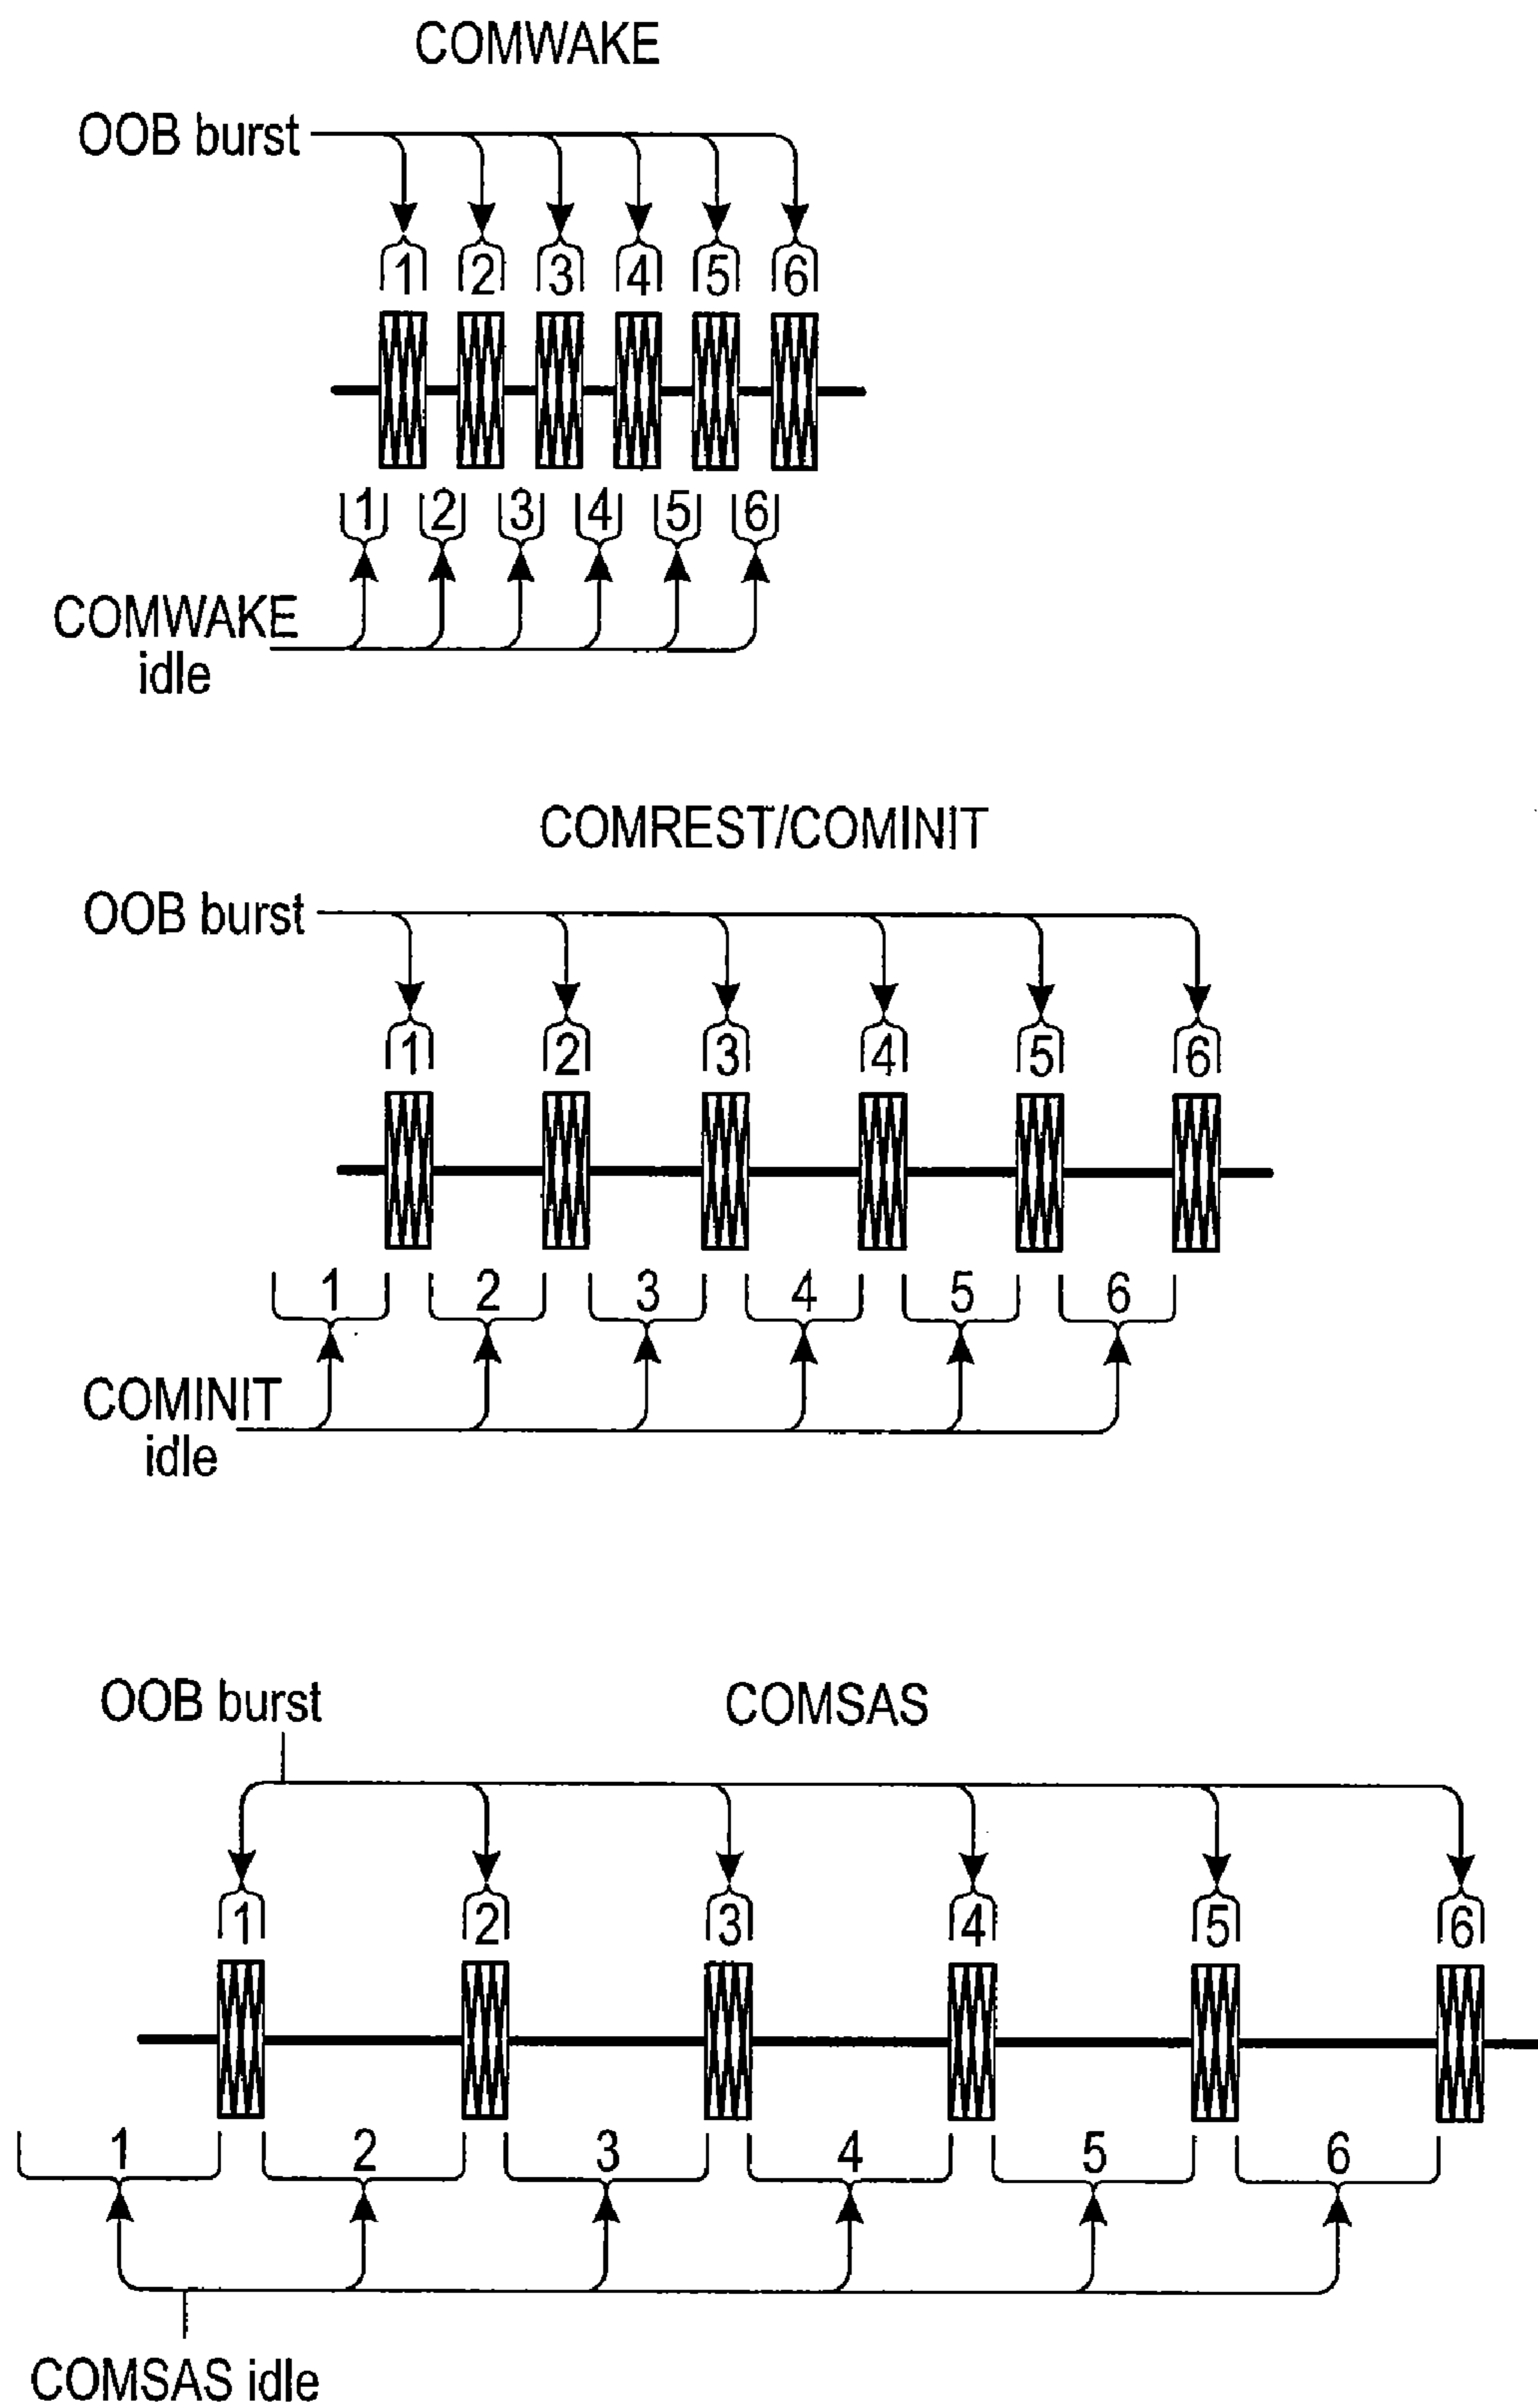 COMWAKE
OOB burst
1 2 3 4 5 6
1 2 3 4 5 6
COMWAKE
idle
COMREST/COMINIT
OOB burst
1 2 3 4 5 6
1 2 3 4 5 6
COMINIT
idle
OOB burst
COMSAS
1 2 3 4 5 6
1 2 3 4 5 6
COMSAS idle